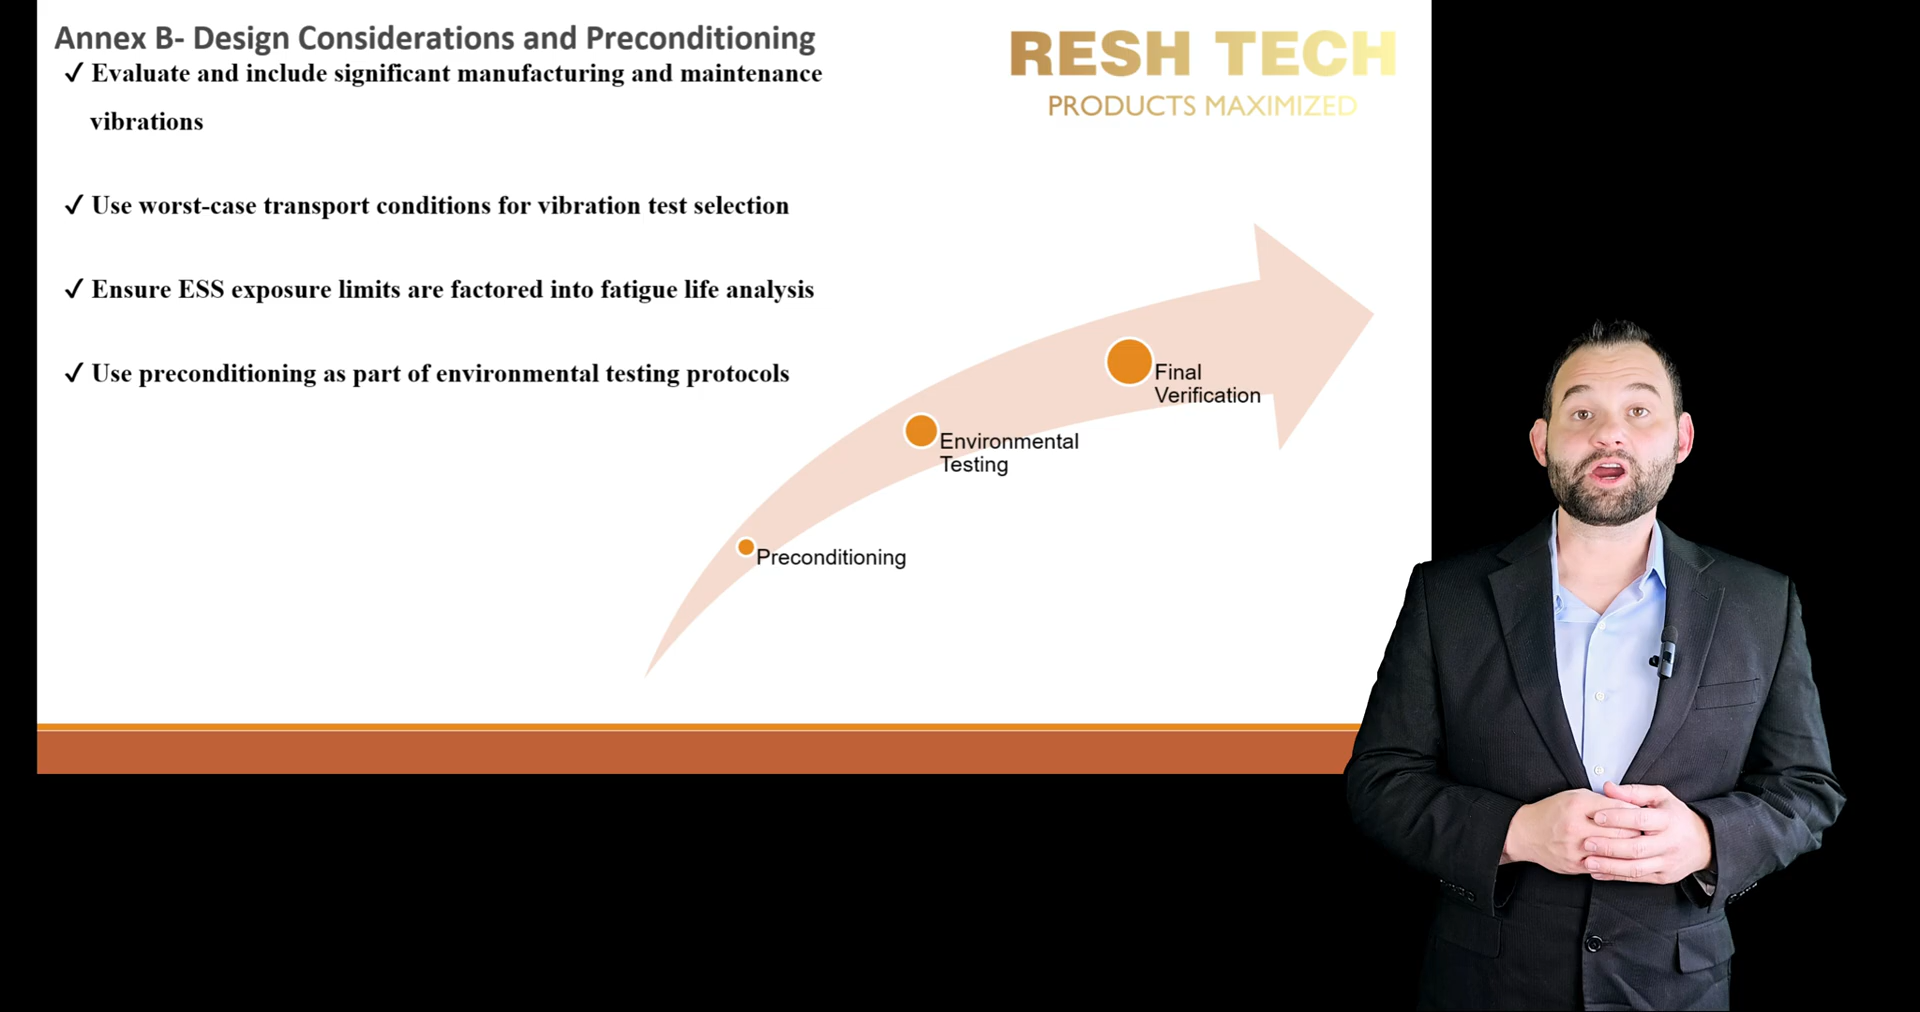 Annex B- Design Considerations and Preconditioning
✓ Evaluate and include significant manufacturing and maintenance
vibrations
✓ Use worst-case transport conditions for vibration test selection
✓ Ensure ESS exposure limits are factored into fatigue life analysis
✓ Use preconditioning as part of environmental testing protocols
RESH TECH
PRODUCTS MAXIMIZED
Final
Verification
Environmental
Testing
Preconditioning